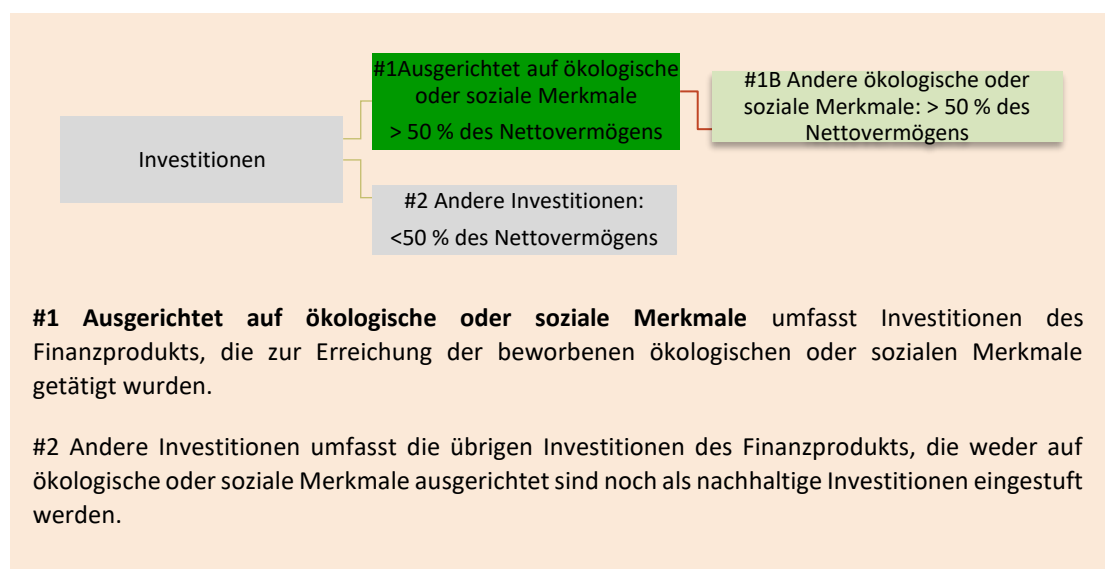 #1Ausgerichtet auf ökologische
oder soziale Merkmale
> 50 % des Nettovermögens
#1B Andere ökologische oder
soziale Merkmale: > 50 % des
Nettovermögens
Investitionen
#2 Andere Investitionen:
<50 % des Nettovermögens
#1 Ausgerichtet auf ökologische oder soziale Merkmale umfasst Investitionen des
Finanzprodukts, die zur Erreichung der beworbenen ökologischen oder sozialen Merkmale
getätigt wurden.
#2 Andere Investitionen umfasst die übrigen Investitionen des Finanzprodukts, die weder auf
ökologische oder soziale Merkmale ausgerichtet sind noch als nachhaltige Investitionen eingestuft
werden.